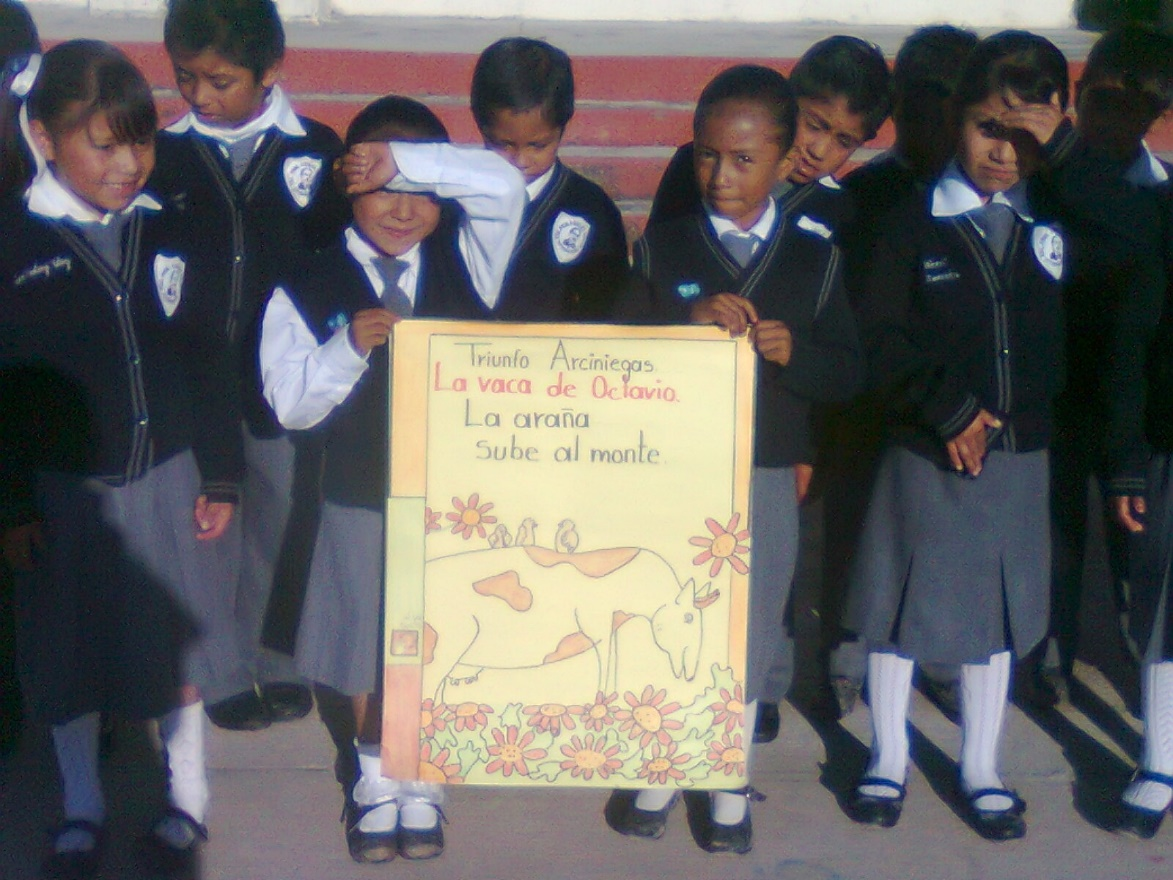 Triunfo Arciniegas.
La vaca de Octavio.
La araña
sube al monte.